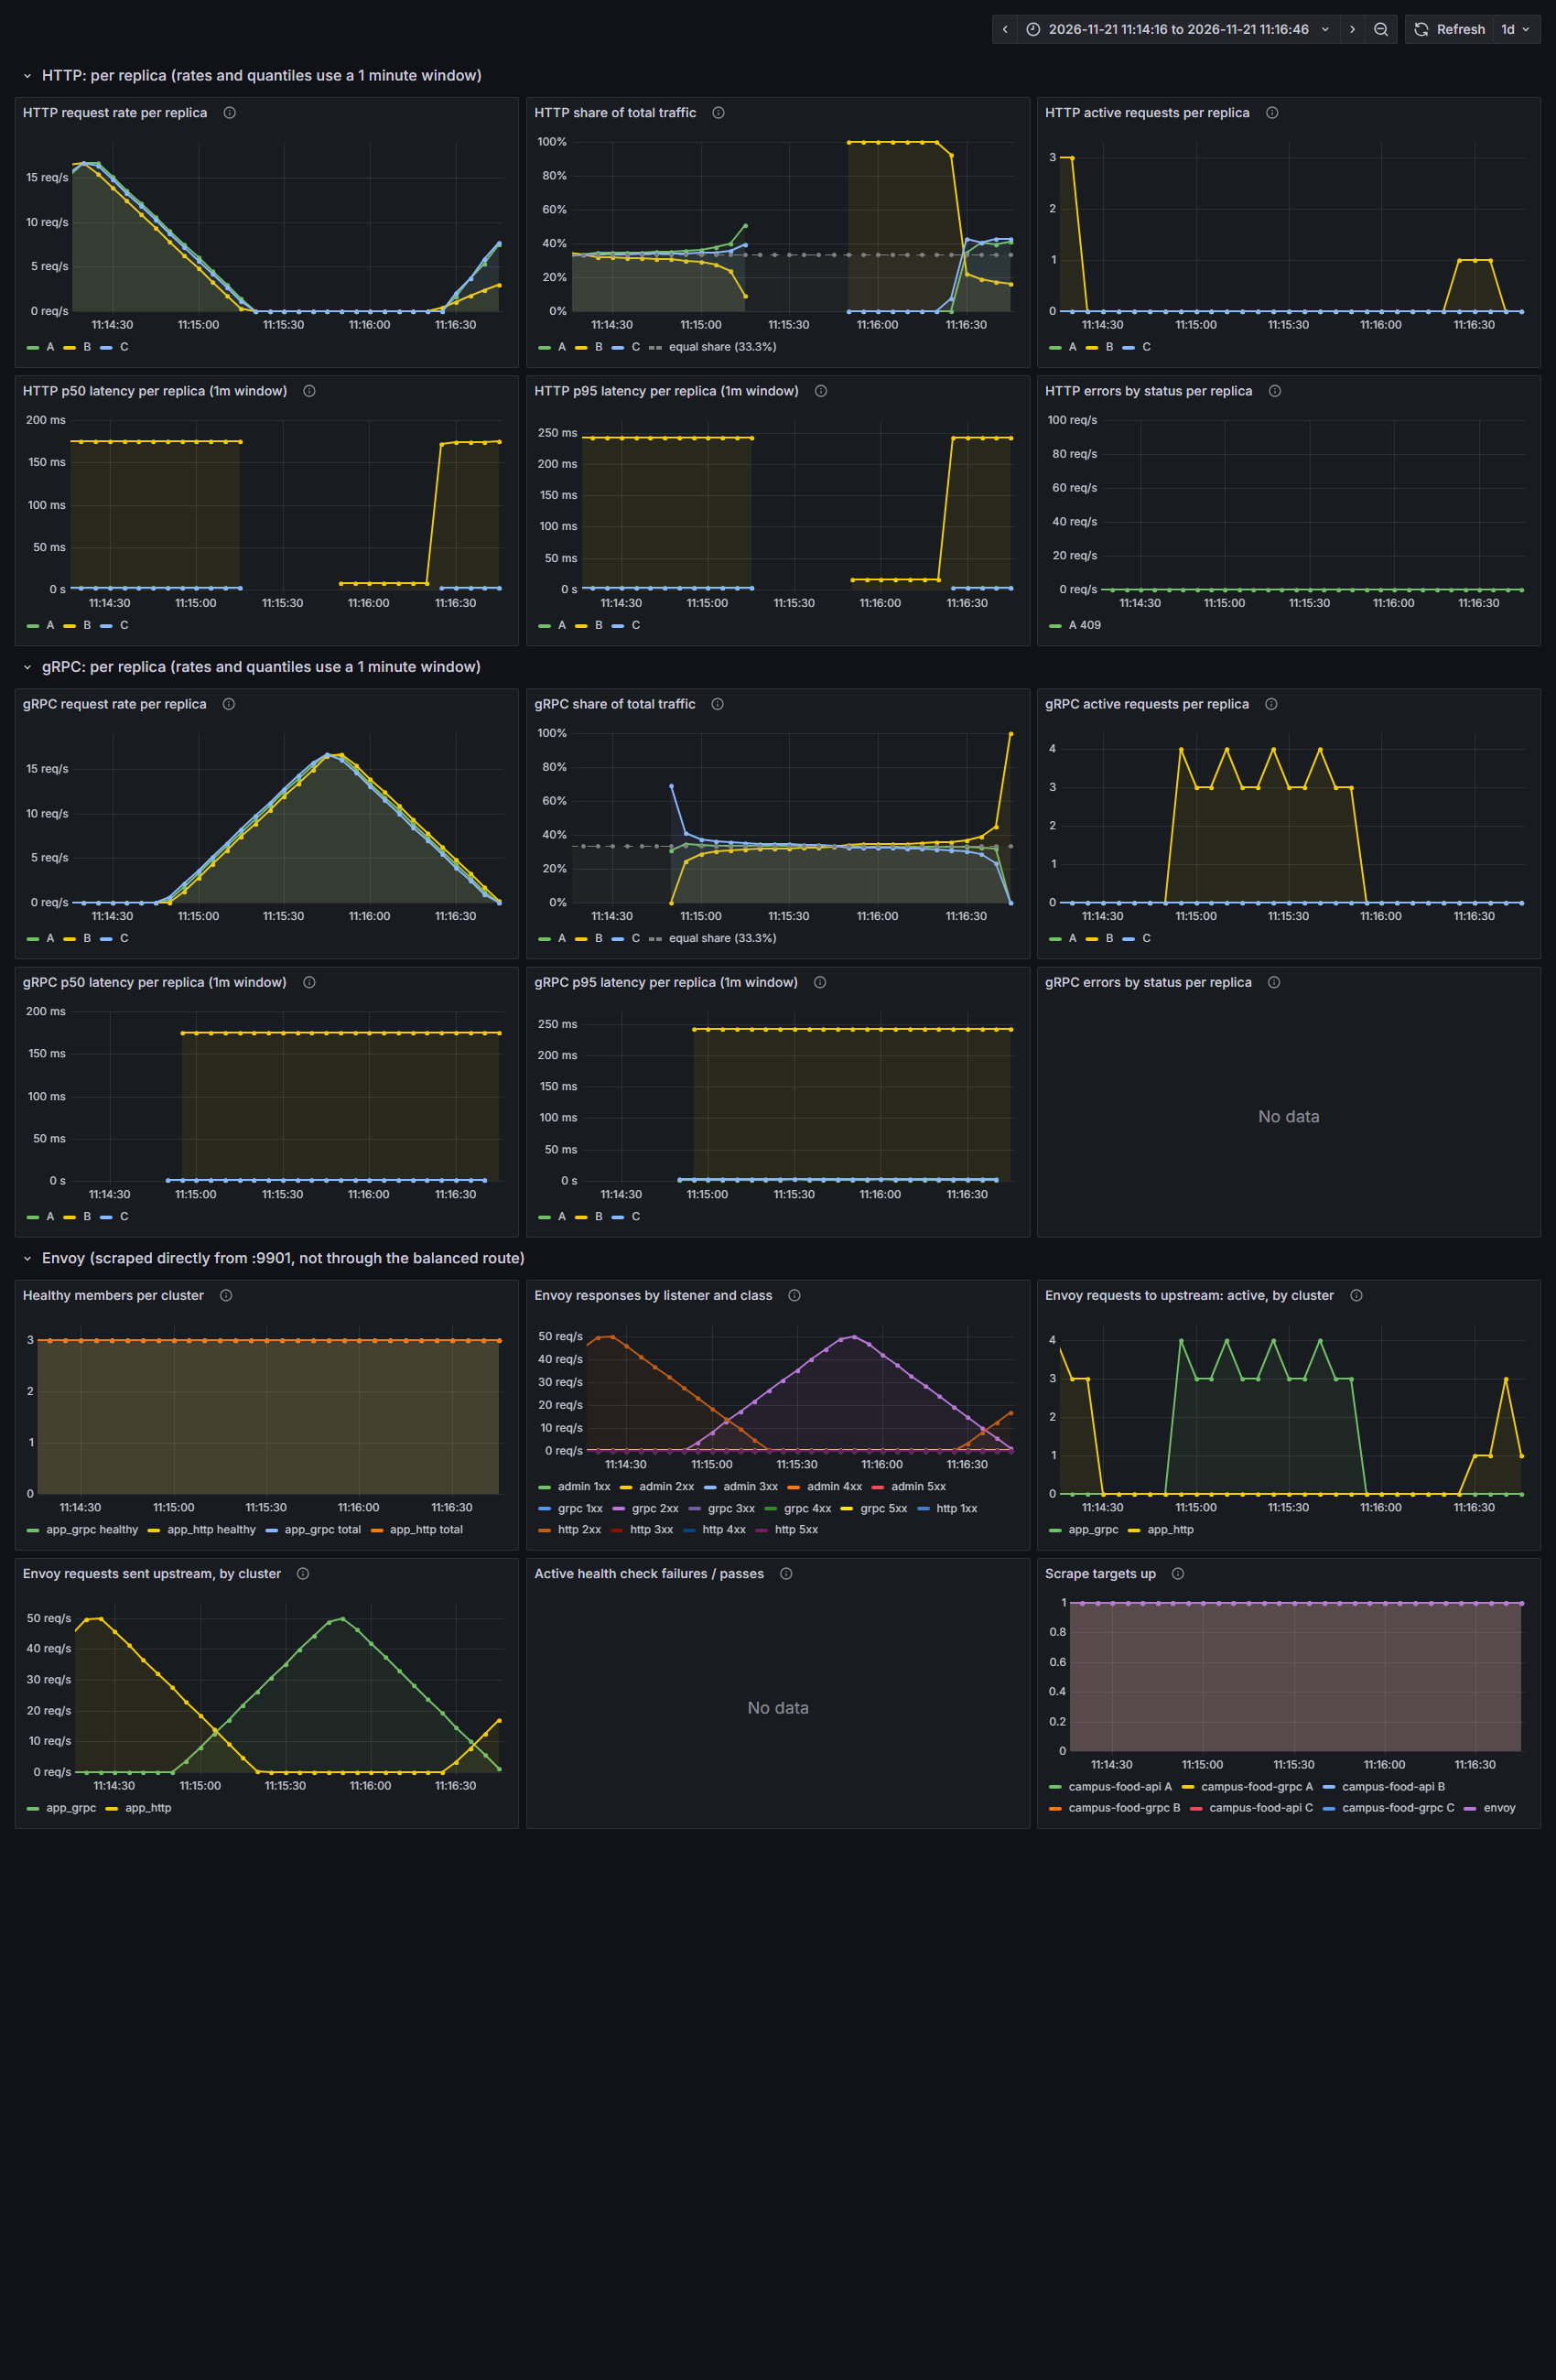 2026-11-21 11:14:16 to 2026-11-21 11:16:46 Refresh 1d
HTTP: per replica (rates and quantiles use a 1 minute window)
HTTP request rate per replica
15 req/s
10 req/s
5 req/s
0 req/s
11:14:30 11:15:00 11:15:30 11:16:00 11:16:30
A B C
HTTP share of total traffic
100%
80%
60%
40%
20%
0%
11:14:30 11:15:00 11:15:30 11:16:00 11:16:30
A B C equal share (33.3%)
HTTP active requests per replica
3
2
1
0
11:14:30 11:15:00 11:15:30 11:16:00 11:16:30
A B C
HTTP p50 latency per replica (1m window)
200 ms
150 ms
100 ms
50 ms
0 s
11:14:30 11:15:00 11:15:30 11:16:00 11:16:30
A B C
HTTP p95 latency per replica (1m window)
250 ms
200 ms
150 ms
100 ms
50 ms
0 s
11:14:30 11:15:00 11:15:30 11:16:00 11:16:30
A B C
HTTP errors by status per replica
100 req/s
80 req/s
60 req/s
40 req/s
20 req/s
0 req/s
11:14:30 11:15:00 11:15:30 11:16:00 11:16:30
A 409
gRPC: per replica (rates and quantiles use a 1 minute window)
gRPC request rate per replica
15 req/s
10 req/s
5 req/s
0 req/s
11:14:30 11:15:00 11:15:30 11:16:00 11:16:30
A B C
gRPC share of total traffic
100%
80%
60%
40%
20%
0%
11:14:30 11:15:00 11:15:30 11:16:00 11:16:30
A B C equal share (33.3%)
gRPC active requests per replica
4
3
2
1
0
11:14:30 11:15:00 11:15:30 11:16:00 11:16:30
A B C
gRPC p50 latency per replica (1m window)
200 ms
150 ms
100 ms
50 ms
0 s
11:14:30 11:15:00 11:15:30 11:16:00 11:16:30
A B C
gRPC p95 latency per replica (1m window)
250 ms
200 ms
150 ms
100 ms
50 ms
0 s
11:14:30 11:15:00 11:15:30 11:16:00 11:16:30
A B C
gRPC errors by status per replica
No data
Envoy (scraped directly from :9901, not through the balanced route)
Healthy members per cluster
3
2
1
0
11:14:30 11:15:00 11:15:30 11:16:00 11:16:30
app_grpc healthy app_http healthy app_grpc total app_http total
Envoy responses by listener and class
50 req/s
40 req/s
30 req/s
20 req/s
10 req/s
0 req/s
11:14:30 11:15:00 11:15:30 11:16:00 11:16:30
admin 1xx admin 2xx admin 3xx admin 4xx admin 5xx
grpc 1xx grpc 2xx grpc 3xx grpc 4xx grpc 5xx http 1xx
http 2xx http 3xx http 4xx http 5xx
Envoy requests to upstream: active, by cluster
4
3
2
1
0
11:14:30 11:15:00 11:15:30 11:16:00 11:16:30
app_grpc app_http
Envoy requests sent upstream, by cluster
50 req/s
40 req/s
30 req/s
20 req/s
10 req/s
0 req/s
11:14:30 11:15:00 11:15:30 11:16:00 11:16:30
app_grpc app_http
Active health check failures / passes
No data
Scrape targets up
1
0.8
0.6
0.4
0.2
0
11:14:30 11:15:00 11:15:30 11:16:00 11:16:30
campus-food-api A campus-food-grpc A campus-food-api B
campus-food-grpc B campus-food-api C campus-food-grpc C envoy